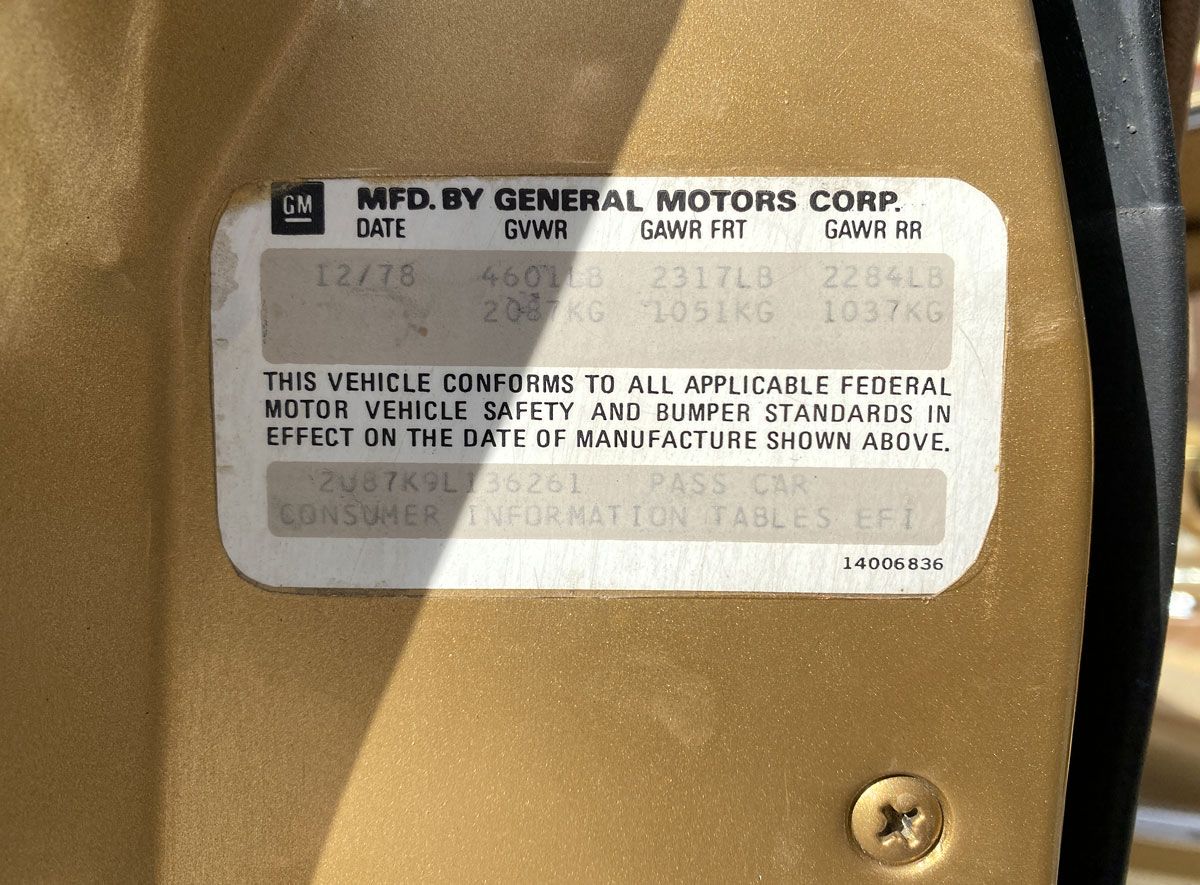 GM MFD. BY GENERAL MOTORS CORP.
DATE GVWR GAWR FRT GAWR RR
12/78 4601LB 2317LB 2284LB
2087KG 1051KG 1037KG
THIS VEHICLE CONFORMS TO ALL APPLICABLE FEDERAL
MOTOR VEHICLE SAFETY AND BUMPER STANDARDS IN
EFFECT ON THE DATE OF MANUFACTURE SHOWN ABOVE.
2U87K9L136261 PASS CAR
CONSUMER INFORMATION TABLES EFI
14006836